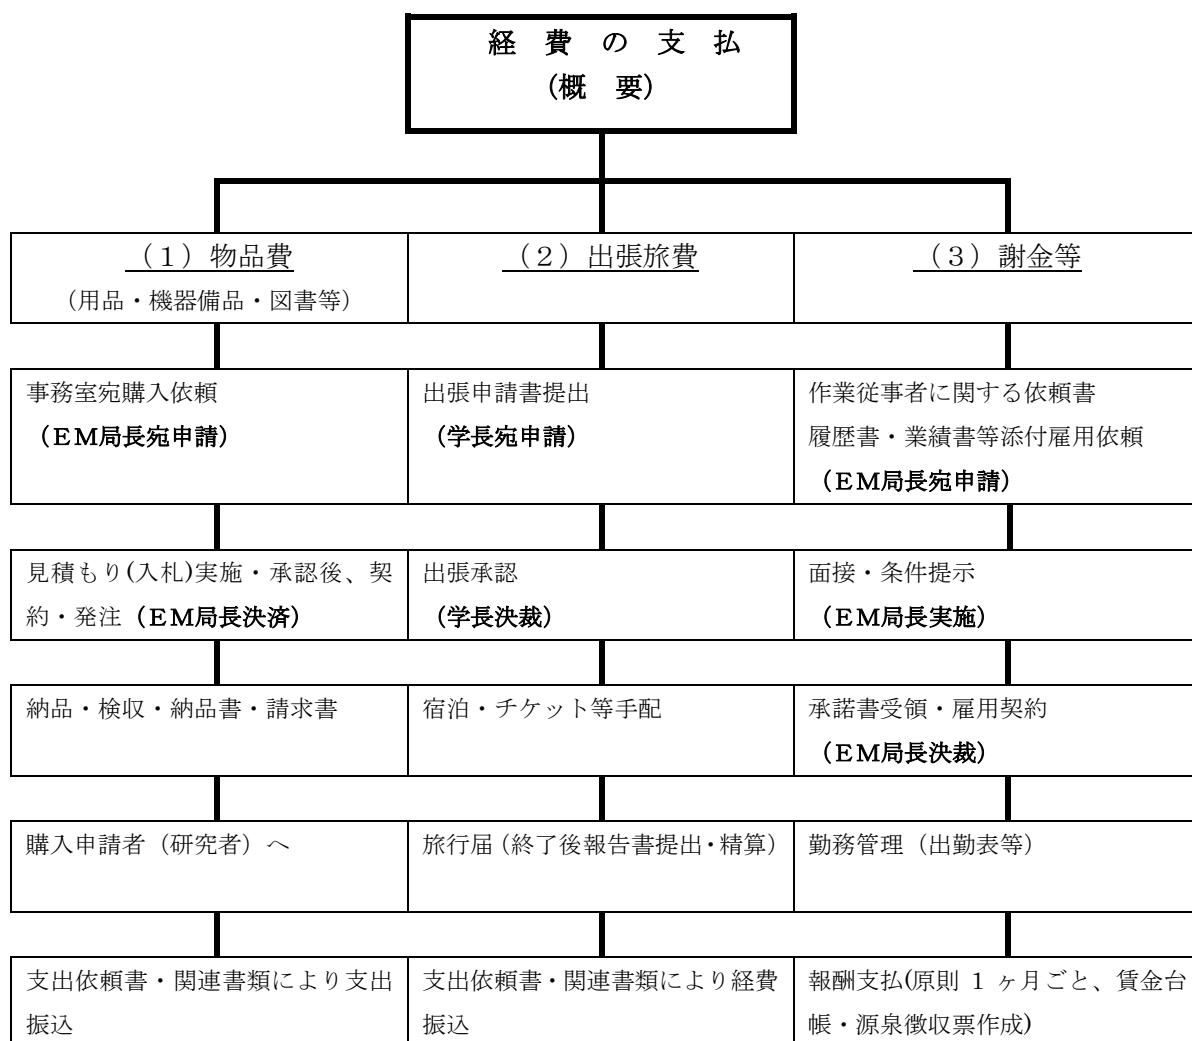 経　費　の　支　払
(概　要)
（１）物品費
（用品・機器備品・図書等）
（２）出張旅費
（３）謝金等
事務室宛購入依頼
（ＥＭ局長宛申請）
出張申請書提出
（学長宛申請）
作業従事者に関する依頼書
履歴書・業績書等添付雇用依頼
（ＥＭ局長宛申請）
見積もり(入札)実施・承認後、契
約・発注（ＥＭ局長決済）
出張承認
（学長決裁）
面接・条件提示
（ＥＭ局長実施）
納品・検収・納品書・請求書
宿泊・チケット等手配
承諾書受領・雇用契約
（ＥＭ局長決裁）
購入申請者（研究者）へ
旅行届（終了後報告書提出・精算）
勤務管理（出勤表等）
支出依頼書・関連書類により支出
振込
支出依頼書・関連書類により経費
振込
報酬支払(原則 1 ヶ月ごと、賃金台
帳・源泉徴収票作成)